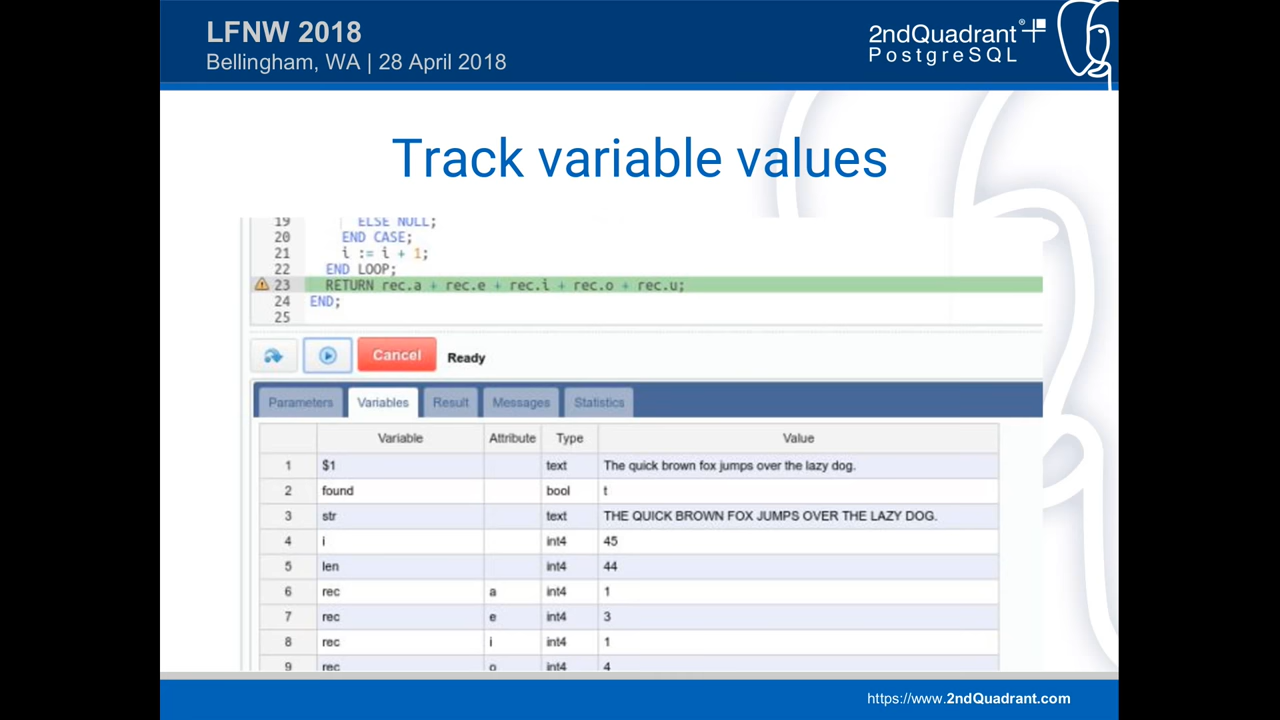 LFNW 2018
Bellingham, WA | 28 April 2018
2ndQuadrant®
PostgreSQL
Track variable values
19 ELSE NULL;
20 END CASE;
21 i := i + 1;
22 END LOOP;
23 RETURN rec.a + rec.e + rec.i + rec.o + rec.u;
24 END;
25
Cancel Ready
Parameters Variables Result Messages Statistics
Variable Attribute Type Value
1 $1 text The quick brown fox jumps over the lazy dog.
2 found bool t
3 str text THE QUICK BROWN FOX JUMPS OVER THE LAZY DOG.
4 i int4 45
5 len int4 44
6 rec a int4 1
7 rec e int4 3
8 rec i int4 1
9 rec o int4 4
https://www.2ndQuadrant.com